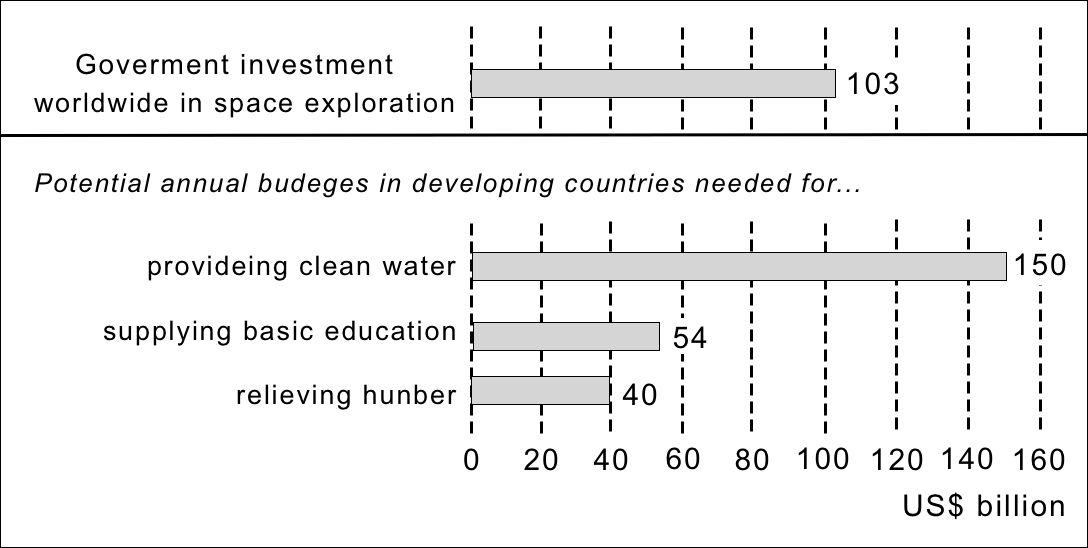 Goverment investment
worldwide in space exploration
103
Potential annual budeges in developing countries needed for...
provideing clean water 150
supplying basic education 54
relieving hunber 40
0 20 40 60 80 100 120 140 160
US$ billion